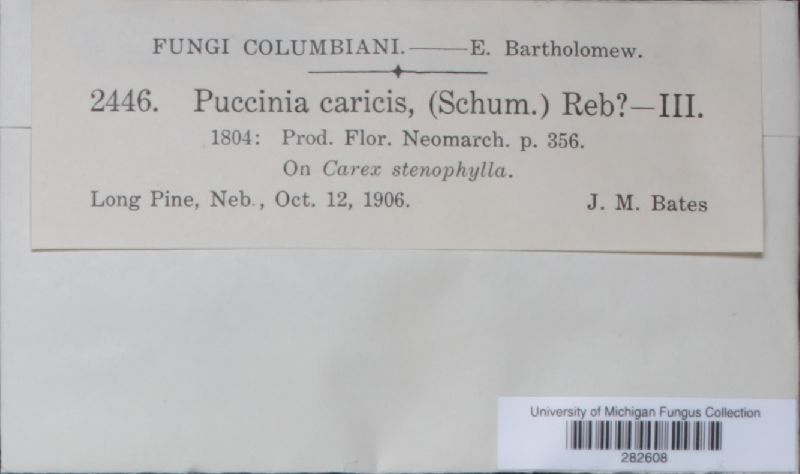 FUNGI COLUMBIANI.——E. Bartholomew.
2446. Puccinia caricis, (Schum.) Reb?—III.
1804: Prod. Flor. Neomarch. p. 356.
On Carex stenophylla.
Long Pine, Neb., Oct. 12, 1906. J. M. Bates
University of Michigan Fungus Collection
282608